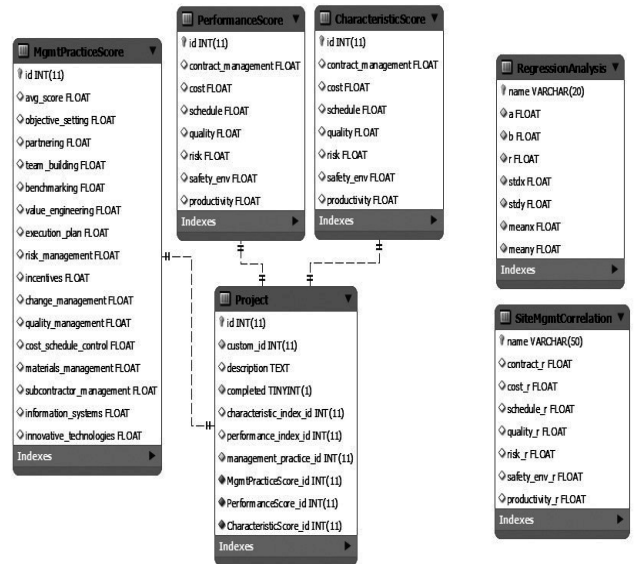 MgmtPracticeScore
id INT(11)
avg_score FLOAT
objective_setting FLOAT
partnering FLOAT
team_building FLOAT
benchmarking FLOAT
value_engineering FLOAT
execution_plan FLOAT
risk_management FLOAT
incentives FLOAT
change_management FLOAT
quality_management FLOAT
cost_schedule_control FLOAT
materials_management FLOAT
subcontractor_management FLOAT
information_systems FLOAT
innovative_technologies FLOAT
Indexes
PerformanceScore
id INT(11)
contract_management FLOAT
cost FLOAT
schedule FLOAT
quality FLOAT
risk FLOAT
safety_env FLOAT
productivity FLOAT
Indexes
CharacteristicScore
id INT(11)
contract_management FLOAT
cost FLOAT
schedule FLOAT
quality FLOAT
risk FLOAT
safety_env FLOAT
productivity FLOAT
Indexes
Project
id INT(11)
custom_id INT(11)
description TEXT
completed TINYINT(1)
characteristic_index_id INT(11)
performance_index_id INT(11)
management_practice_id INT(11)
MgmtPracticeScore_id INT(11)
PerformanceScore_id INT(11)
CharacteristicScore_id INT(11)
Indexes
RegressionAnalysis
name VARCHAR(20)
a FLOAT
b FLOAT
r FLOAT
stdx FLOAT
stdy FLOAT
meanx FLOAT
meany FLOAT
Indexes
SiteMgmtCorrelation
name VARCHAR(50)
contract_r FLOAT
cost_r FLOAT
schedule_r FLOAT
quality_r FLOAT
risk_r FLOAT
safety_env_r FLOAT
productivity_r FLOAT
Indexes